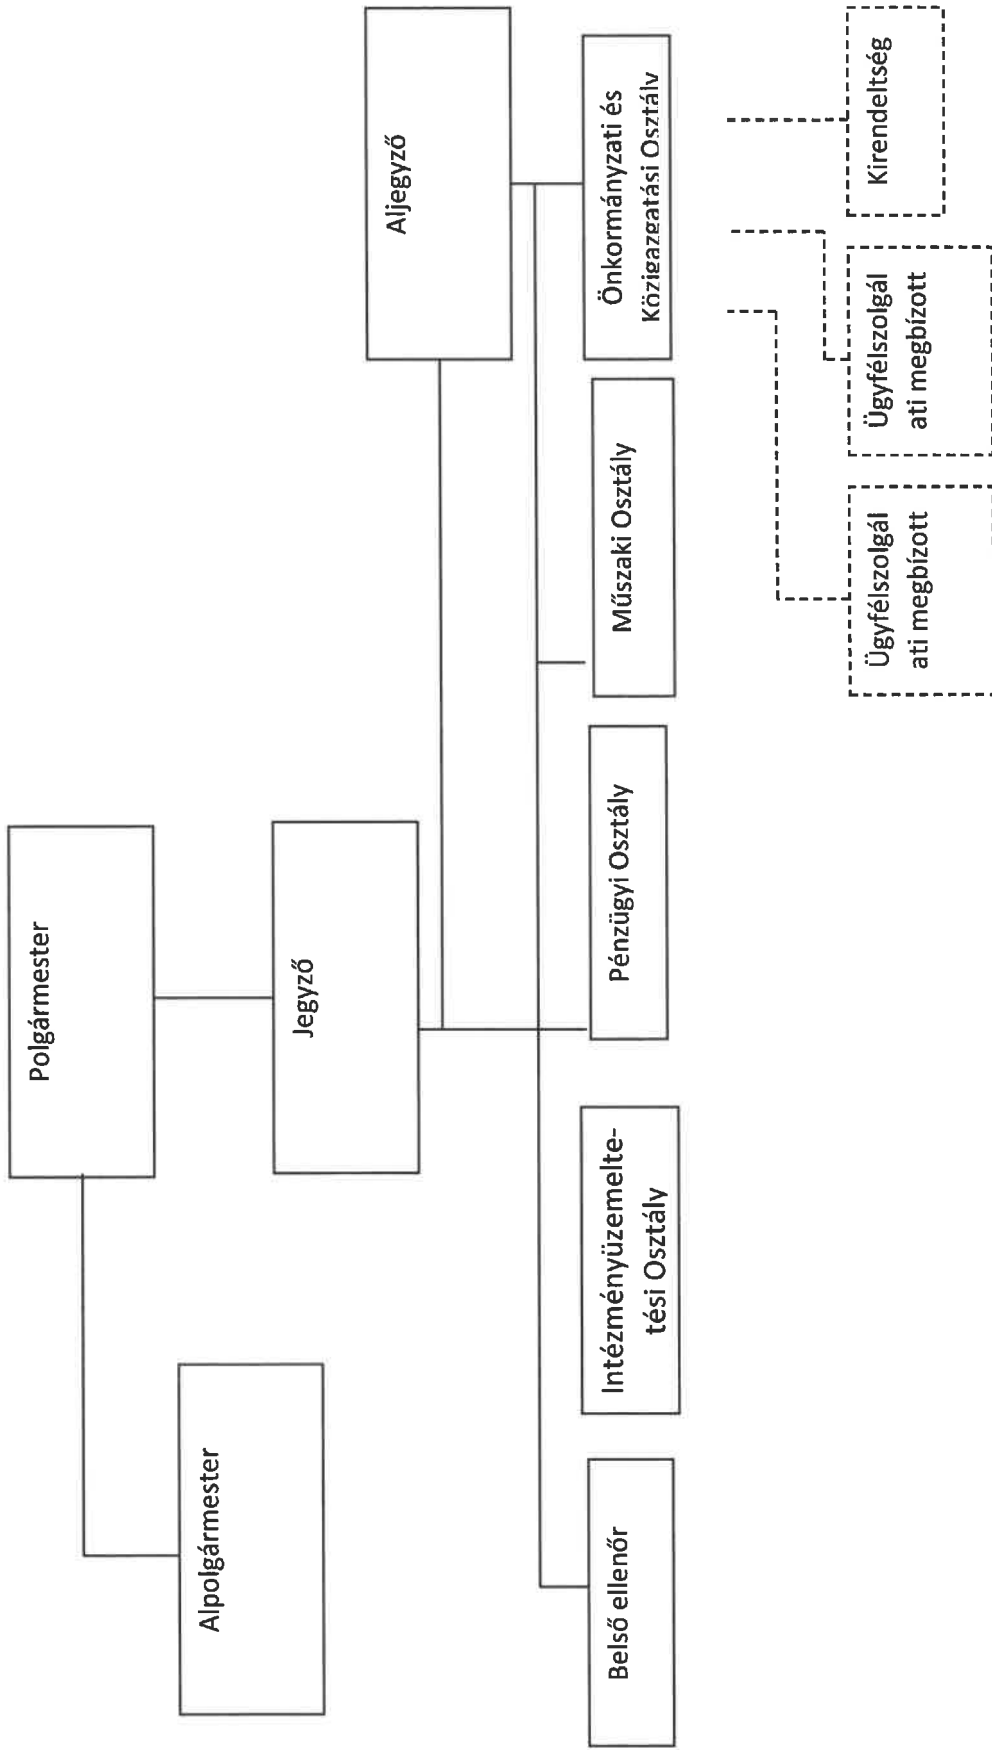 Polgármester
Alpolgármester
Jegyző
Aljegyző
Belső ellenőr
Intézményüzemelte-
tési Osztály
Pénzügyi Osztály
Műszaki Osztály
Önkormányzati és
Közigazgatási Osztály
Ügyfélszolgál
ati megbízott
Ügyfélszolgál
ati megbízott
Kirendeltség